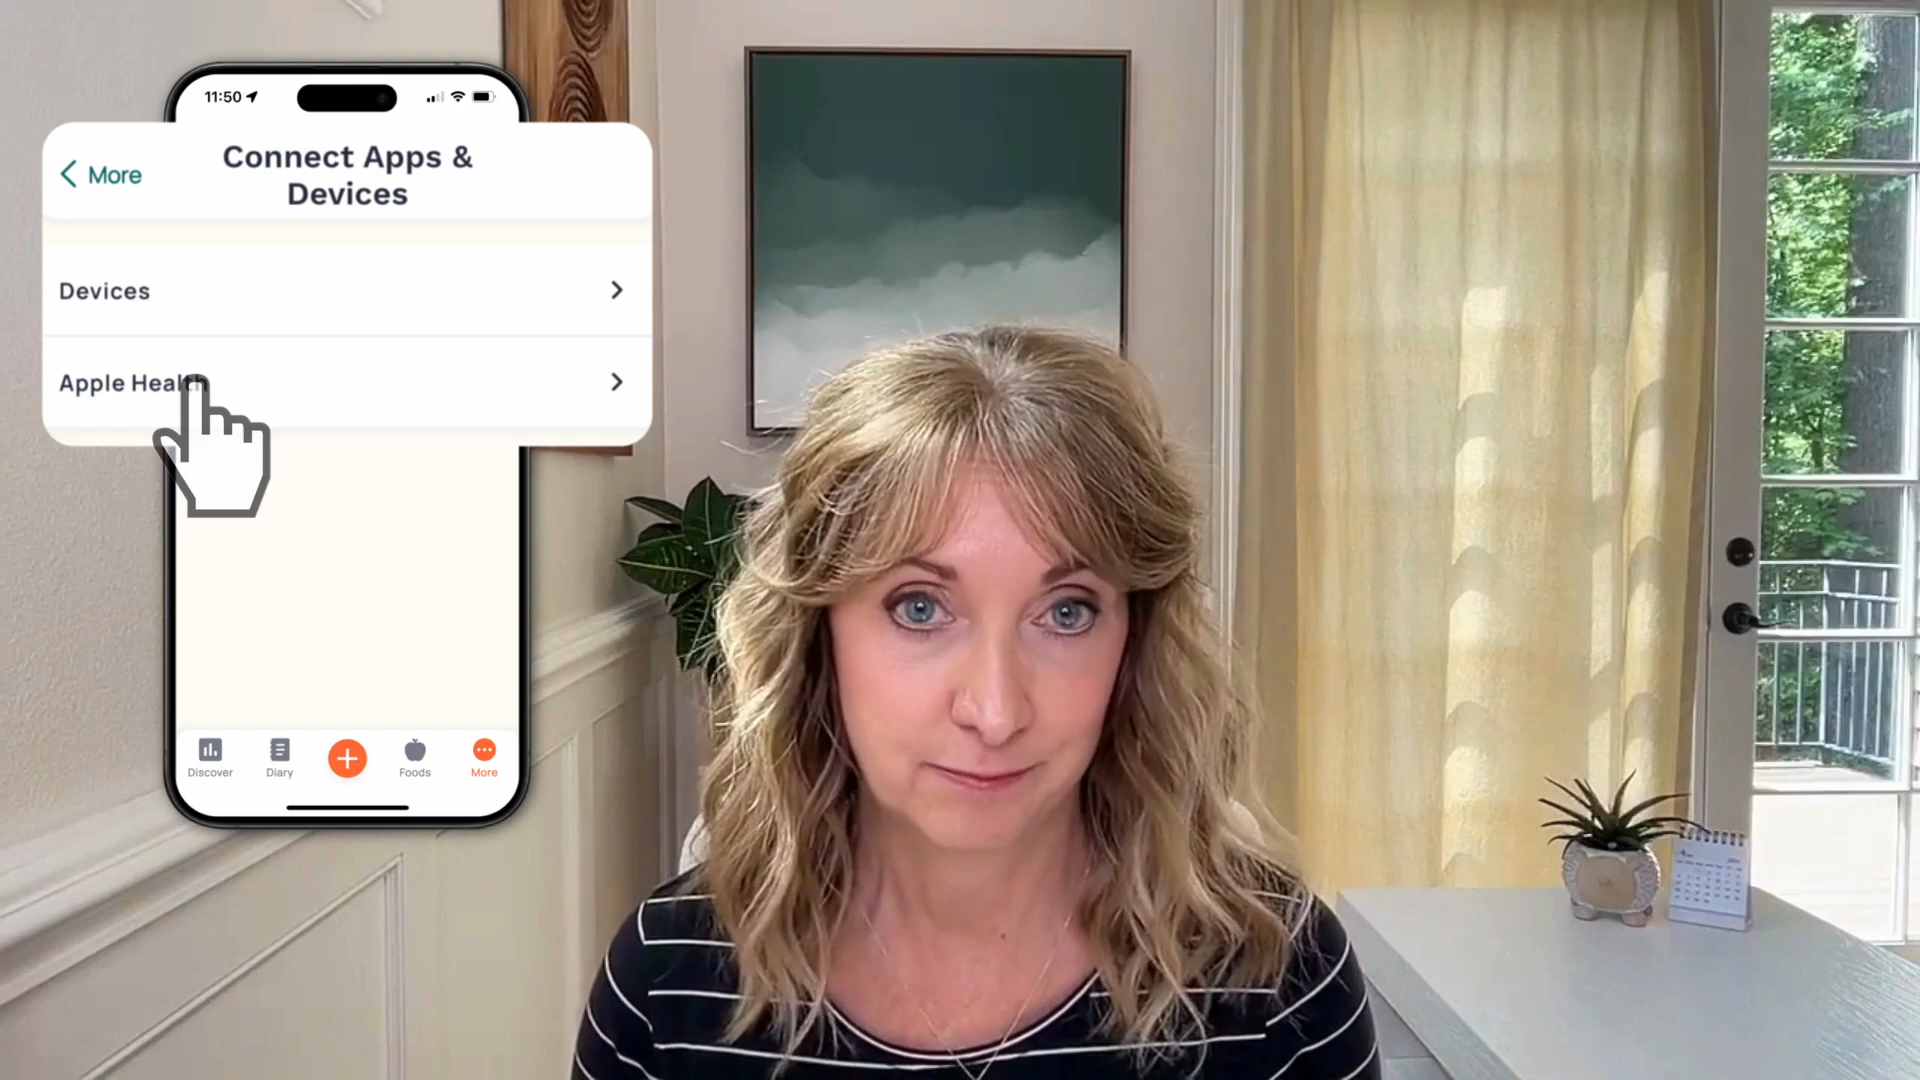 11:50
More
Connect Apps &
Devices
Devices
Apple Health
Discover
Diary
Foods
More